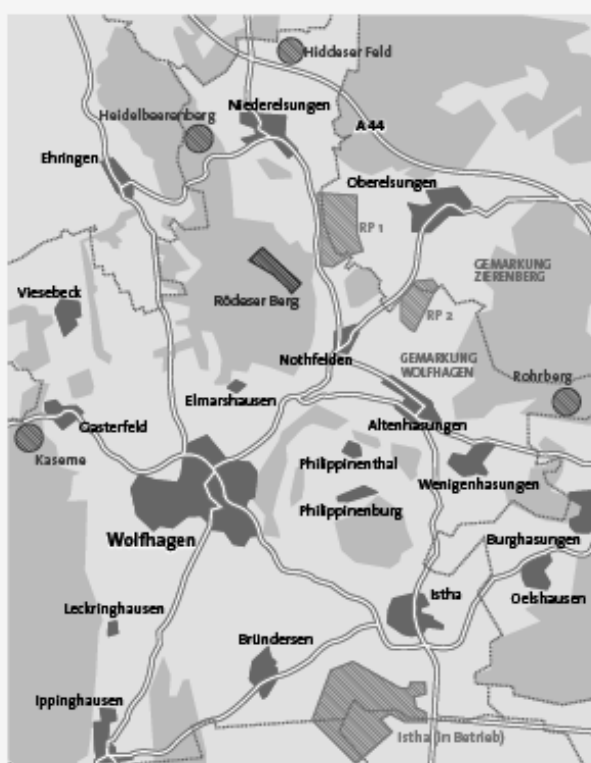 Hiddeser Feld
Niederelsungen
Heidelbeerenberg
A 44
Ehringen
Oberelsungen
RP 1
GEMARKUNG
ZIERENBERG
Viesebeck
Rödeser Berg
RP 2
Nothfelden
GEMARKUNG
WOLFHAGEN
Rohrberg
Elmarshausen
Gasterfeld
Altenhasungen
Kaserne
Philippinenthal
Wenigenhasungen
Philippinenburg
Wolfhagen
Burghasungen
Leckringhausen
Istha
Oelshausen
Bründersen
Ippinghausen
Istha (in Betrieb)